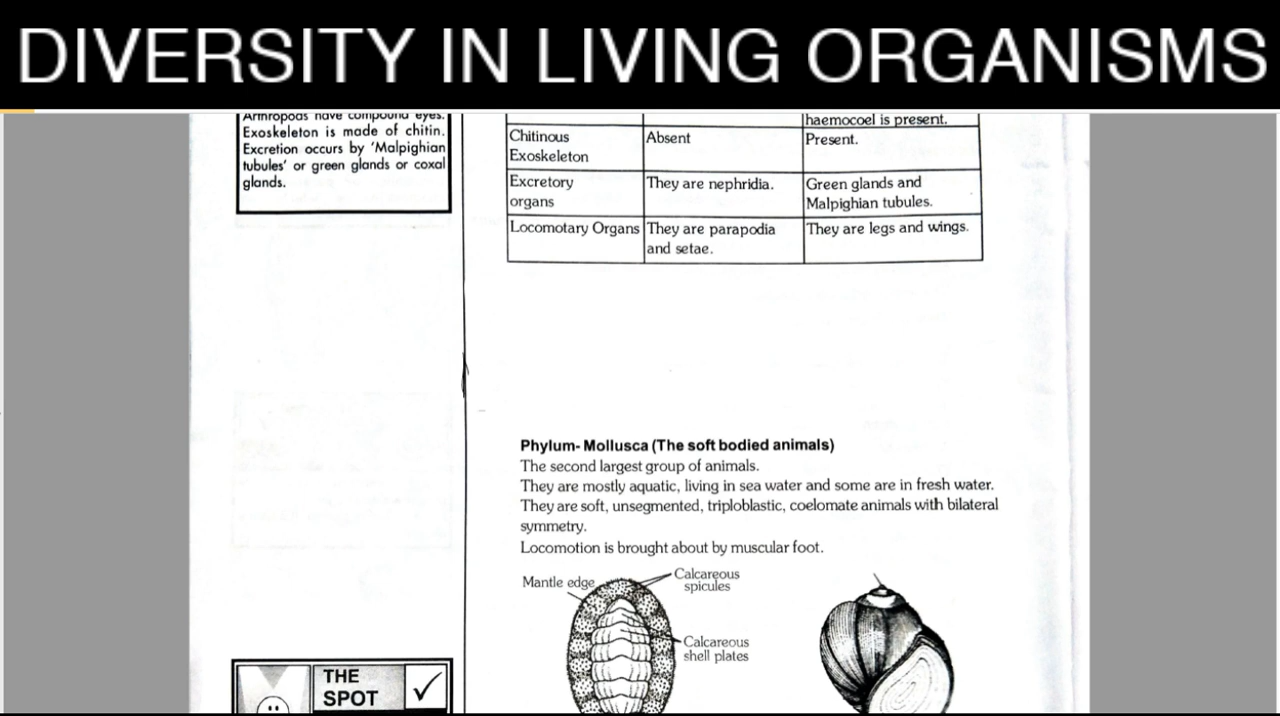 DIVERSITY IN LIVING ORGANISMS
Arthropods have compound eyes.
Exoskeleton is made of chitin.
Excretion occurs by 'Malpighian
tubules' or green glands or coxal
glands.
haemocoel is present.
Chitinous Exoskeleton
Absent
Present.
Excretory organs
They are nephridia.
Green glands and
Malpighian tubules.
Locomotary Organs
They are parapodia
and setae.
They are legs and wings.
Phylum- Mollusca (The soft bodied animals)
The second largest group of animals.
They are mostly aquatic, living in sea water and some are in fresh water.
They are soft, unsegmented, triploblastic, coelomate animals with bilateral
symmetry.
Locomotion is brought about by muscular foot.
Mantle edge
Calcareous
spicules
Calcareous
shell plates
THE
SPOT